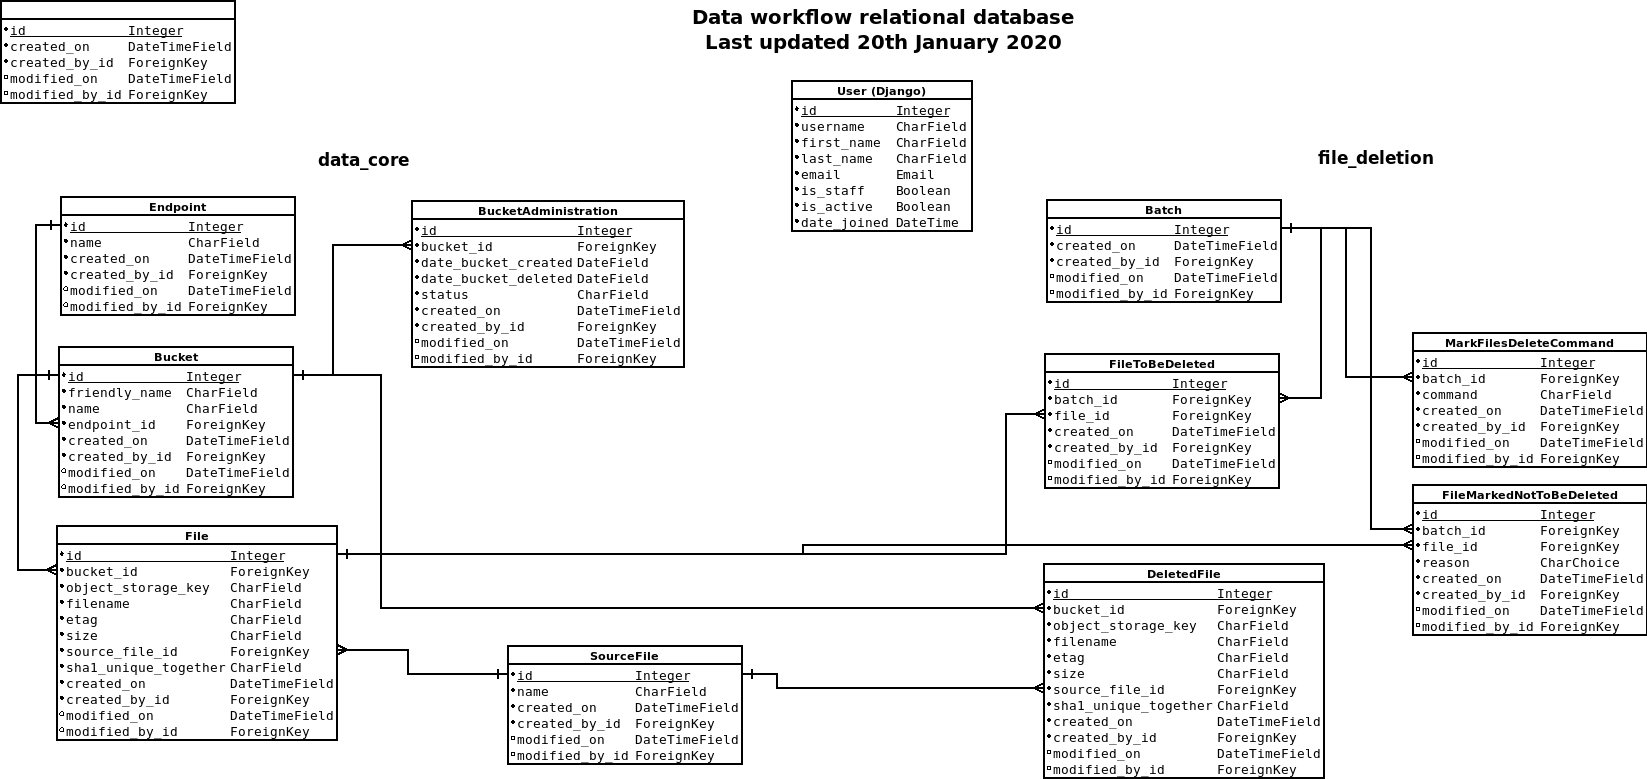 id Integer
created_on DateTimeField
created_by_id ForeignKey
modified_on DateTimeField
modified_by_id ForeignKey
Data workflow relational database
Last updated 20th January 2020
User (Django)
id Integer
username CharField
first_name CharField
last_name CharField
email Email
is_staff Boolean
is_active Boolean
date_joined DateTime
data_core
Endpoint
id Integer
name CharField
created_on DateTimeField
created_by_id ForeignKey
modified_on DateTimeField
modified_by_id ForeignKey
BucketAdministration
id Integer
bucket_id ForeignKey
date_bucket_created DateField
date_bucket_deleted DateField
status CharField
created_on DateTimeField
created_by_id ForeignKey
modified_on DateTimeField
modified_by_id ForeignKey
Bucket
id Integer
friendly_name CharField
name CharField
endpoint_id ForeignKey
created_on DateTimeField
created_by_id ForeignKey
modified_on DateTimeField
modified_by_id ForeignKey
File
id Integer
bucket_id ForeignKey
object_storage_key CharField
filename CharField
etag CharField
size CharField
source_file_id ForeignKey
sha1_unique_together CharField
created_on DateTimeField
created_by_id ForeignKey
modified_on DateTimeField
modified_by_id ForeignKey
SourceFile
id Integer
name CharField
created_on DateTimeField
created_by_id ForeignKey
modified_on DateTimeField
modified_by_id ForeignKey
file_deletion
Batch
id Integer
created_on DateTimeField
created_by_id ForeignKey
modified_on DateTimeField
modified_by_id ForeignKey
FileToBeDeleted
id Integer
batch_id ForeignKey
file_id ForeignKey
created_on DateTimeField
created_by_id ForeignKey
modified_on DateTimeField
modified_by_id ForeignKey
MarkFilesDeleteCommand
id Integer
batch_id ForeignKey
command CharField
created_on DateTimeField
created_by_id ForeignKey
modified_on DateTimeField
modified_by_id ForeignKey
FileMarkedNotToBeDeleted
id Integer
batch_id ForeignKey
file_id ForeignKey
reason CharChoice
created_on DateTimeField
created_by_id ForeignKey
modified_on DateTimeField
modified_by_id ForeignKey
DeletedFile
id Integer
bucket_id ForeignKey
object_storage_key CharField
filename CharField
etag CharField
size CharField
source_file_id ForeignKey
sha1_unique_together CharField
created_on DateTimeField
created_by_id ForeignKey
modified_on DateTimeField
modified_by_id ForeignKey